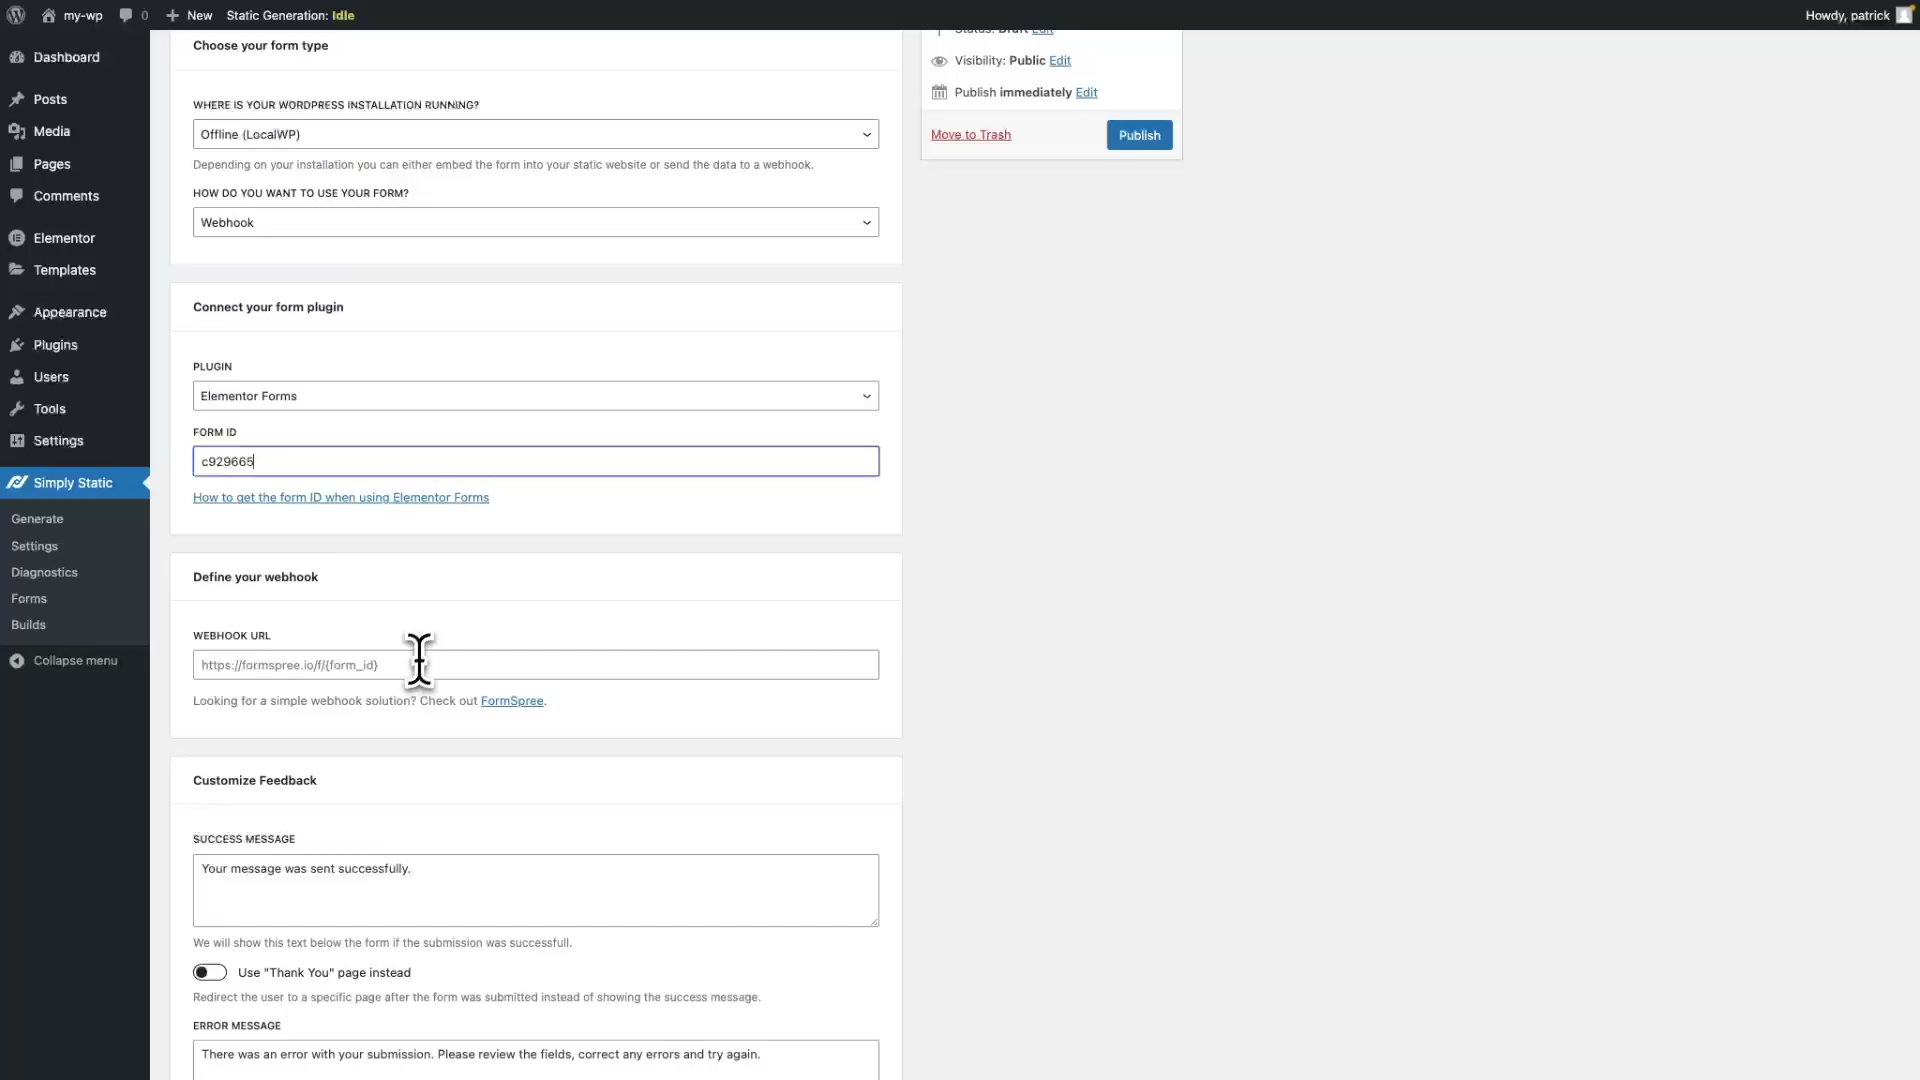 my-wp
0
New
Static Generation: Idle
Howdy, patrick
Dashboard
Posts
Media
Pages
Comments
Elementor
Templates
Appearance
Plugins
Users
Tools
Settings
Simply Static
Generate
Settings
Diagnostics
Forms
Builds
Collapse menu
Choose your form type
WHERE IS YOUR WORDPRESS INSTALLATION RUNNING?
Offline (LocalWP)
Depending on your installation you can either embed the form into your static website or send the data to a webhook.
HOW DO YOU WANT TO USE YOUR FORM?
Webhook
Connect your form plugin
PLUGIN
Elementor Forms
FORM ID
c929665
How to get the form ID when using Elementor Forms
Define your webhook
WEBHOOK URL
https://formspree.io/f/{form_id}
Looking for a simple webhook solution? Check out FormSpree.
Customize Feedback
SUCCESS MESSAGE
Your message was sent successfully.
We will show this text below the form if the submission was successfull.
Use "Thank You" page instead
Redirect the user to a specific page after the form was submitted instead of showing the success message.
ERROR MESSAGE
There was an error with your submission. Please review the fields, correct any errors and try again.
Status: Draft Edit
Visibility: Public Edit
Publish immediately Edit
Move to Trash
Publish